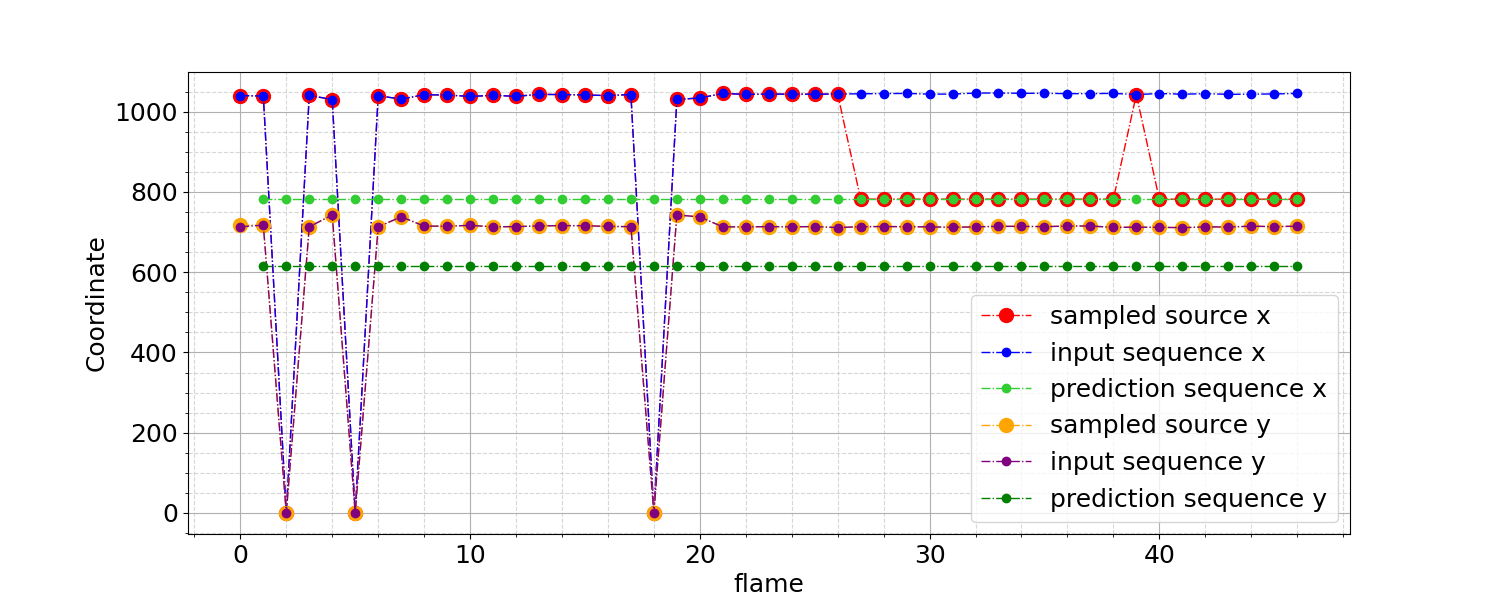 1000
800
600
400
200
0
Coordinate
0 10 20 30 40
flame
sampled source x
input sequence x
prediction sequence x
sampled source y
input sequence y
prediction sequence y